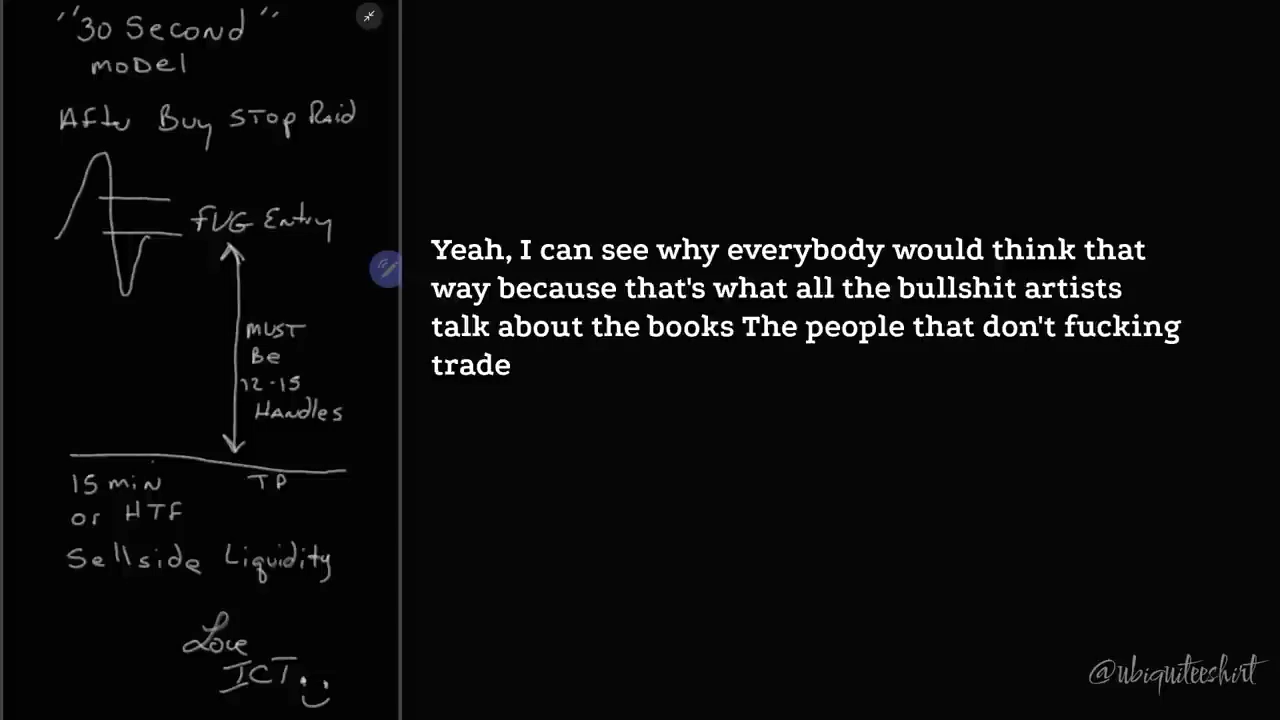 "30 Second"
model
After Buy Stop Raid
FVG Entry
MUST
Be
12-15
HANdles
15 min
TP
or HTF
Sellside Liquidity
Love
ICT
Yeah, I can see why everybody would think that
way because that's what all the bullshit artists
talk about the books The people that don't fucking
trade
@ubiquiteeshirt